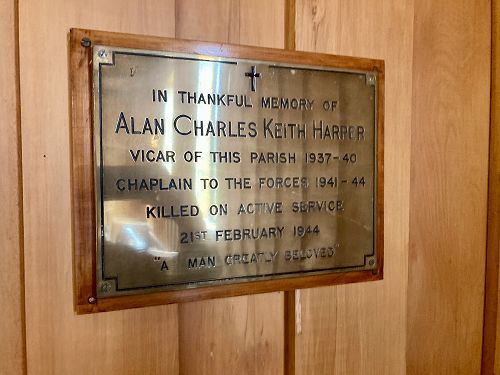 IN THANKFUL MEMORY OF
ALAN CHARLES KEITH HARPER
VICAR OF THIS PARISH 1937-40
CHAPLAIN TO THE FORCES 1941-44
KILLED ON ACTIVE SERVICE
21ST FEBRUARY 1944
"A MAN GREATLY BELOVED"